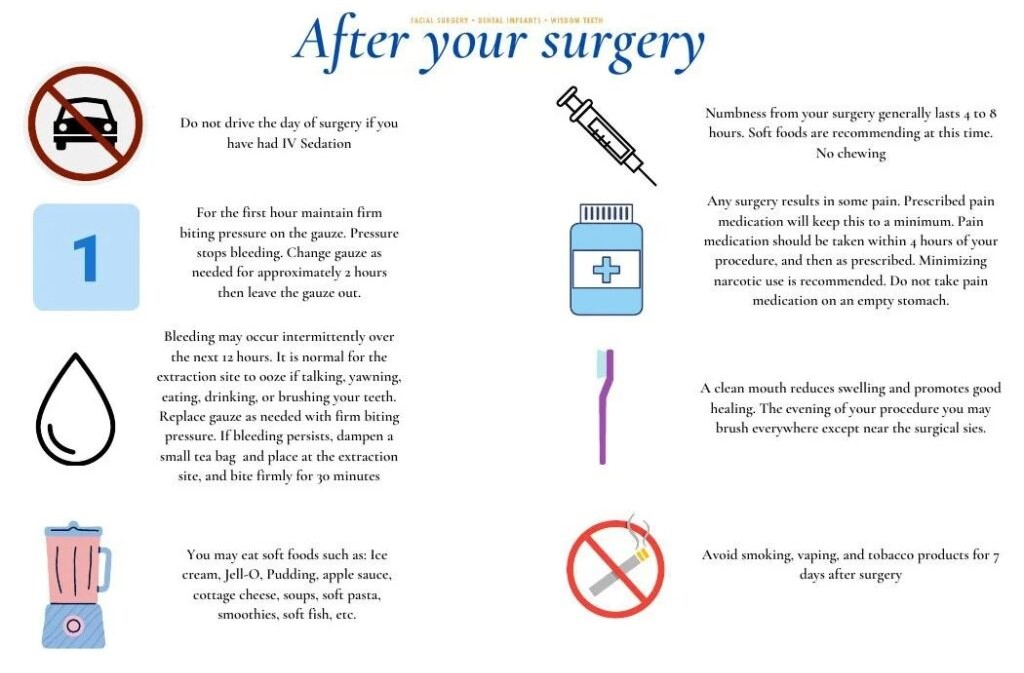 FACIAL SURGERY • DENTAL IMPLANTS • WISDOM TEETH
After your surgery
Do not drive the day of surgery if you
have had IV Sedation
1
For the first hour maintain firm
biting pressure on the gauze. Pressure
stops bleeding. Change gauze as
needed for approximately 2 hours
then leave the gauze out.
Bleeding may occur intermittently over
the next 12 hours. It is normal for the
extraction site to ooze if talking, yawning,
eating, drinking, or brushing your teeth.
Replace gauze as needed with firm biting
pressure. If bleeding persists, dampen a
small tea bag and place at the extraction
site, and bite firmly for 30 minutes
You may eat soft foods such as: Ice
cream, Jell-O, Pudding, apple sauce,
cottage cheese, soups, soft pasta,
smoothies, soft fish, etc.
Numbness from your surgery generally lasts 4 to 8
hours. Soft foods are recommending at this time.
No chewing
Any surgery results in some pain. Prescribed pain
medication will keep this to a minimum. Pain
medication should be taken within 4 hours of your
procedure, and then as prescribed. Minimizing
narcotic use is recommended. Do not take pain
medication on an empty stomach.
A clean mouth reduces swelling and promotes good
healing. The evening of your procedure you may
brush everywhere except near the surgical sies.
Avoid smoking, vaping, and tobacco products for 7
days after surgery